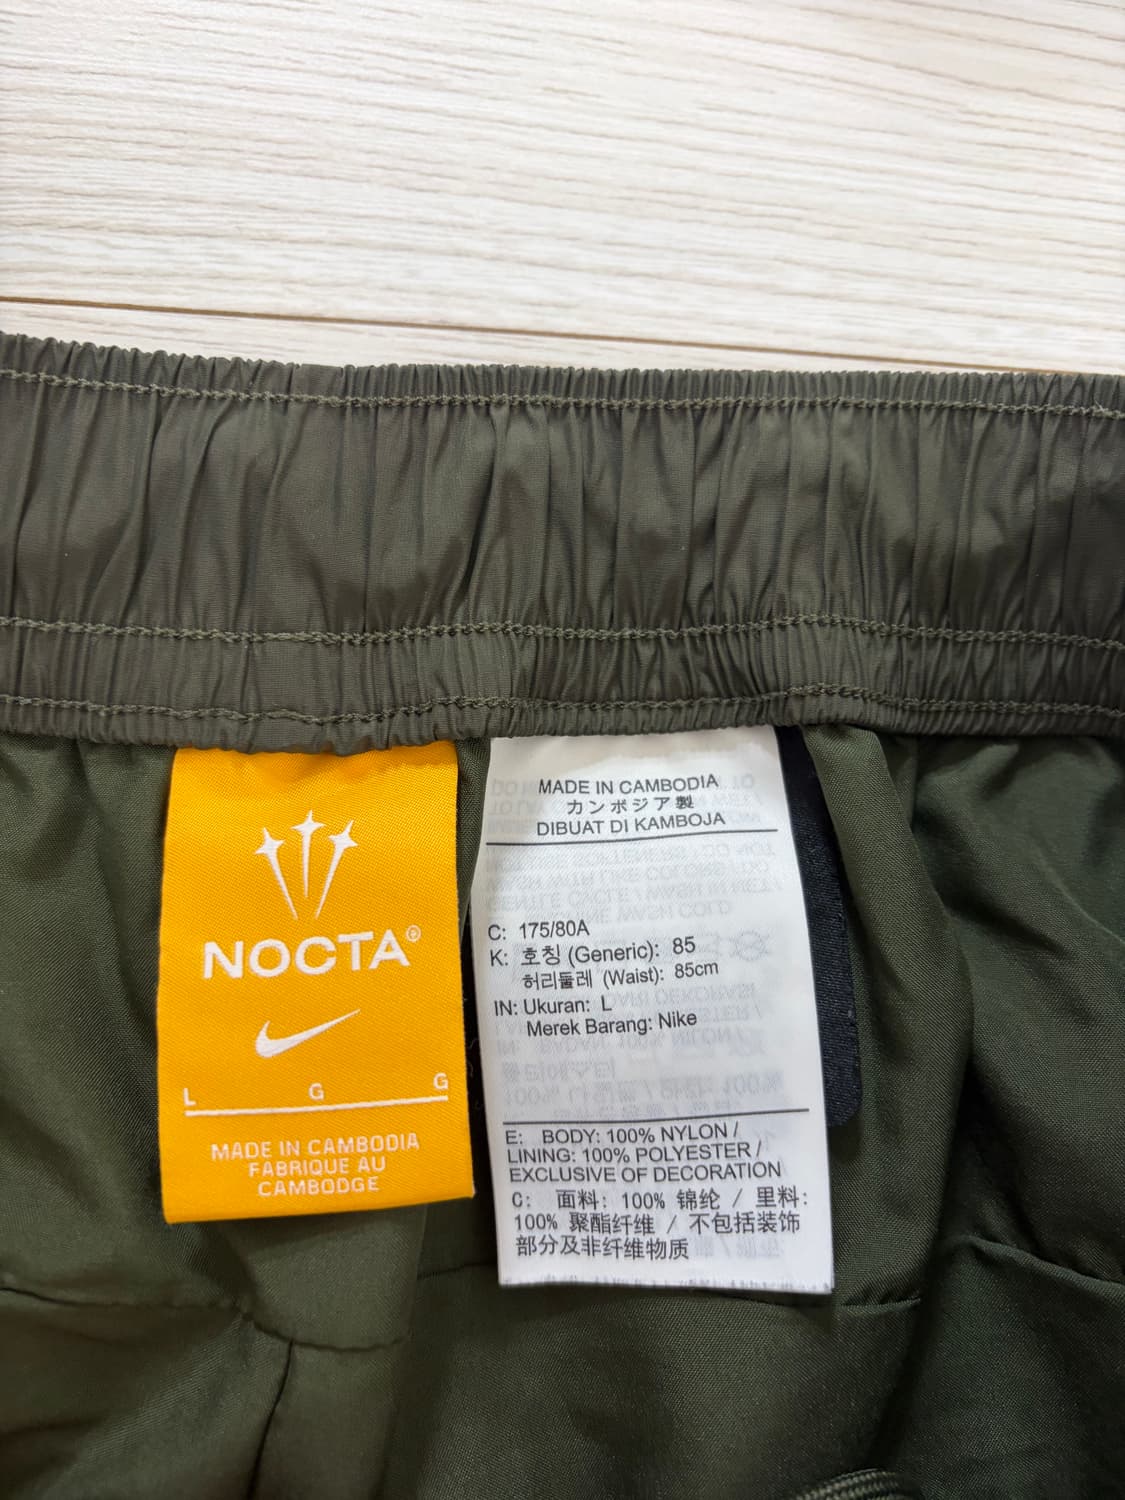 NOCTA®
L G G
MADE IN CAMBODIA
FABRIQUE AU
CAMBODGE
MADE IN CAMBODIA
カンボジア製
DIBUAT DI KAMBOJA
C: 175/80A
K: 호칭 (Generic): 85
허리둘레 (Waist): 85cm
IN: Ukuran: L
Merek Barang: Nike
E: BODY: 100% NYLON /
LINING: 100% POLYESTER /
EXCLUSIVE OF DECORATION
C: 面料: 100% 锦纶 / 里料:
100% 聚酯纤维 / 不包括装饰
部分及非纤维物质